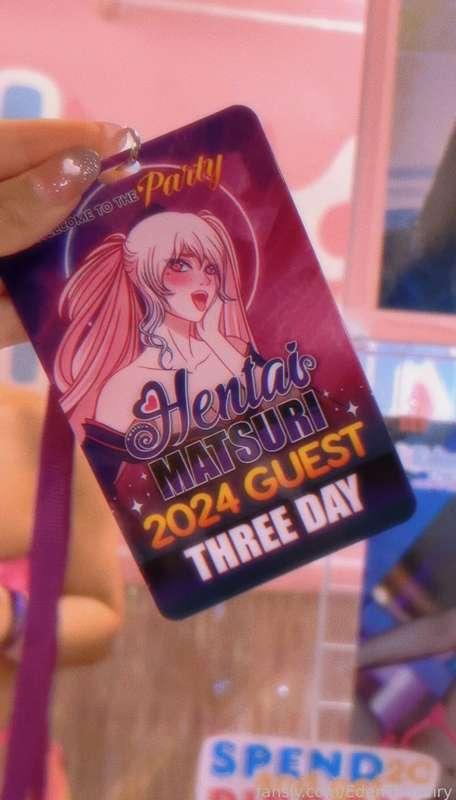 WELCOME TO THE Party
Hentai
MATSURI
2024 GUEST
THREE DAY
SPEND